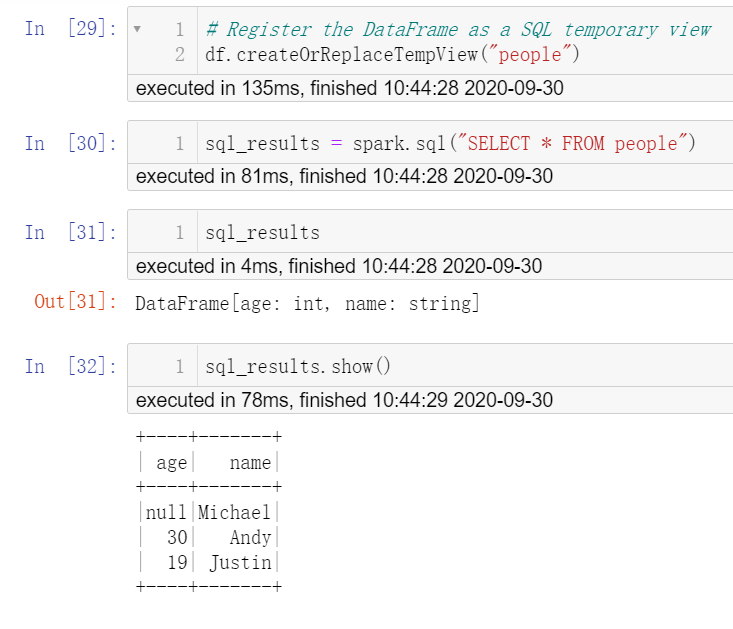 In [29]: 1 # Register the DataFrame as a SQL temporary view
2 df.createOrReplaceTempView("people")
executed in 135ms, finished 10:44:28 2020-09-30
In [30]: 1 sql_results = spark.sql("SELECT * FROM people")
executed in 81ms, finished 10:44:28 2020-09-30
In [31]: 1 sql_results
executed in 4ms, finished 10:44:28 2020-09-30
Out[31]: DataFrame[age: int, name: string]
In [32]: 1 sql_results.show()
executed in 78ms, finished 10:44:29 2020-09-30
+----+-------+
| age|   name|
+----+-------+
|null|Michael|
|  30|   Andy|
|  19| Justin|
+----+-------+